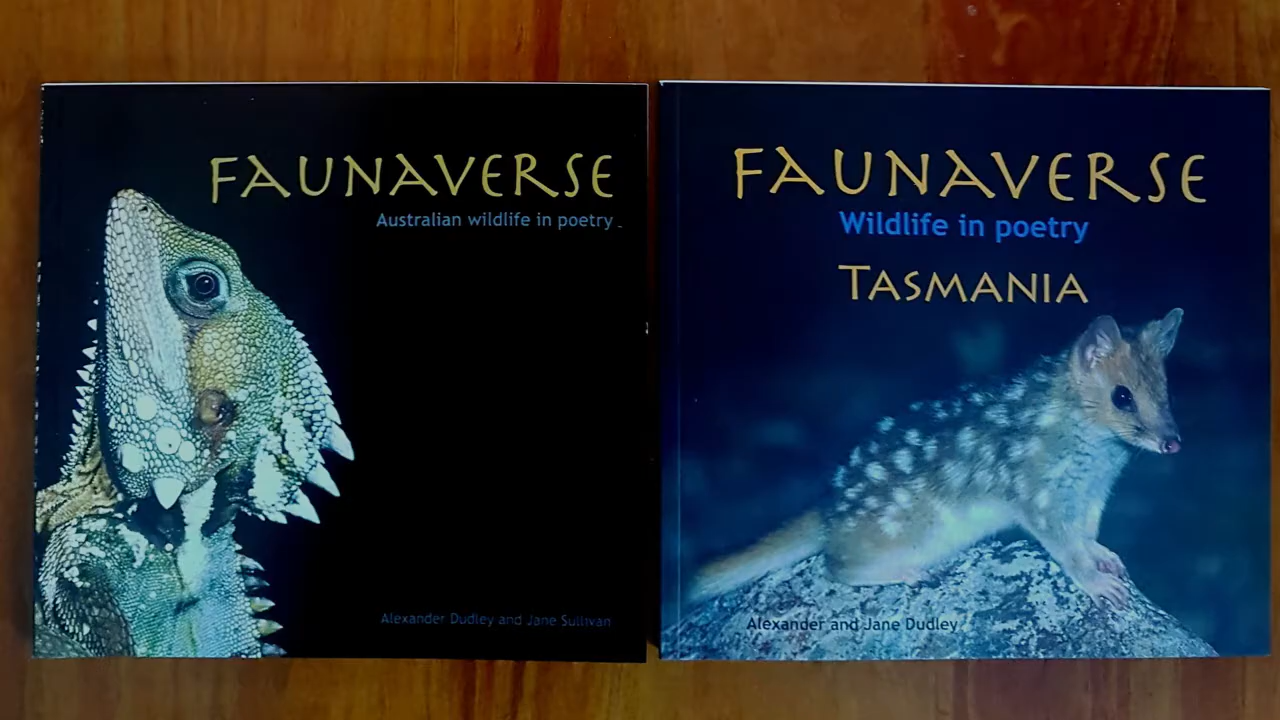 FAUNAVERSE
Australian wildlife in poetry
Alexander Dudley and Jane Sullivan
FAUNAVERSE
Wildlife in poetry
TASMANIA
Alexander and Jane Dudley